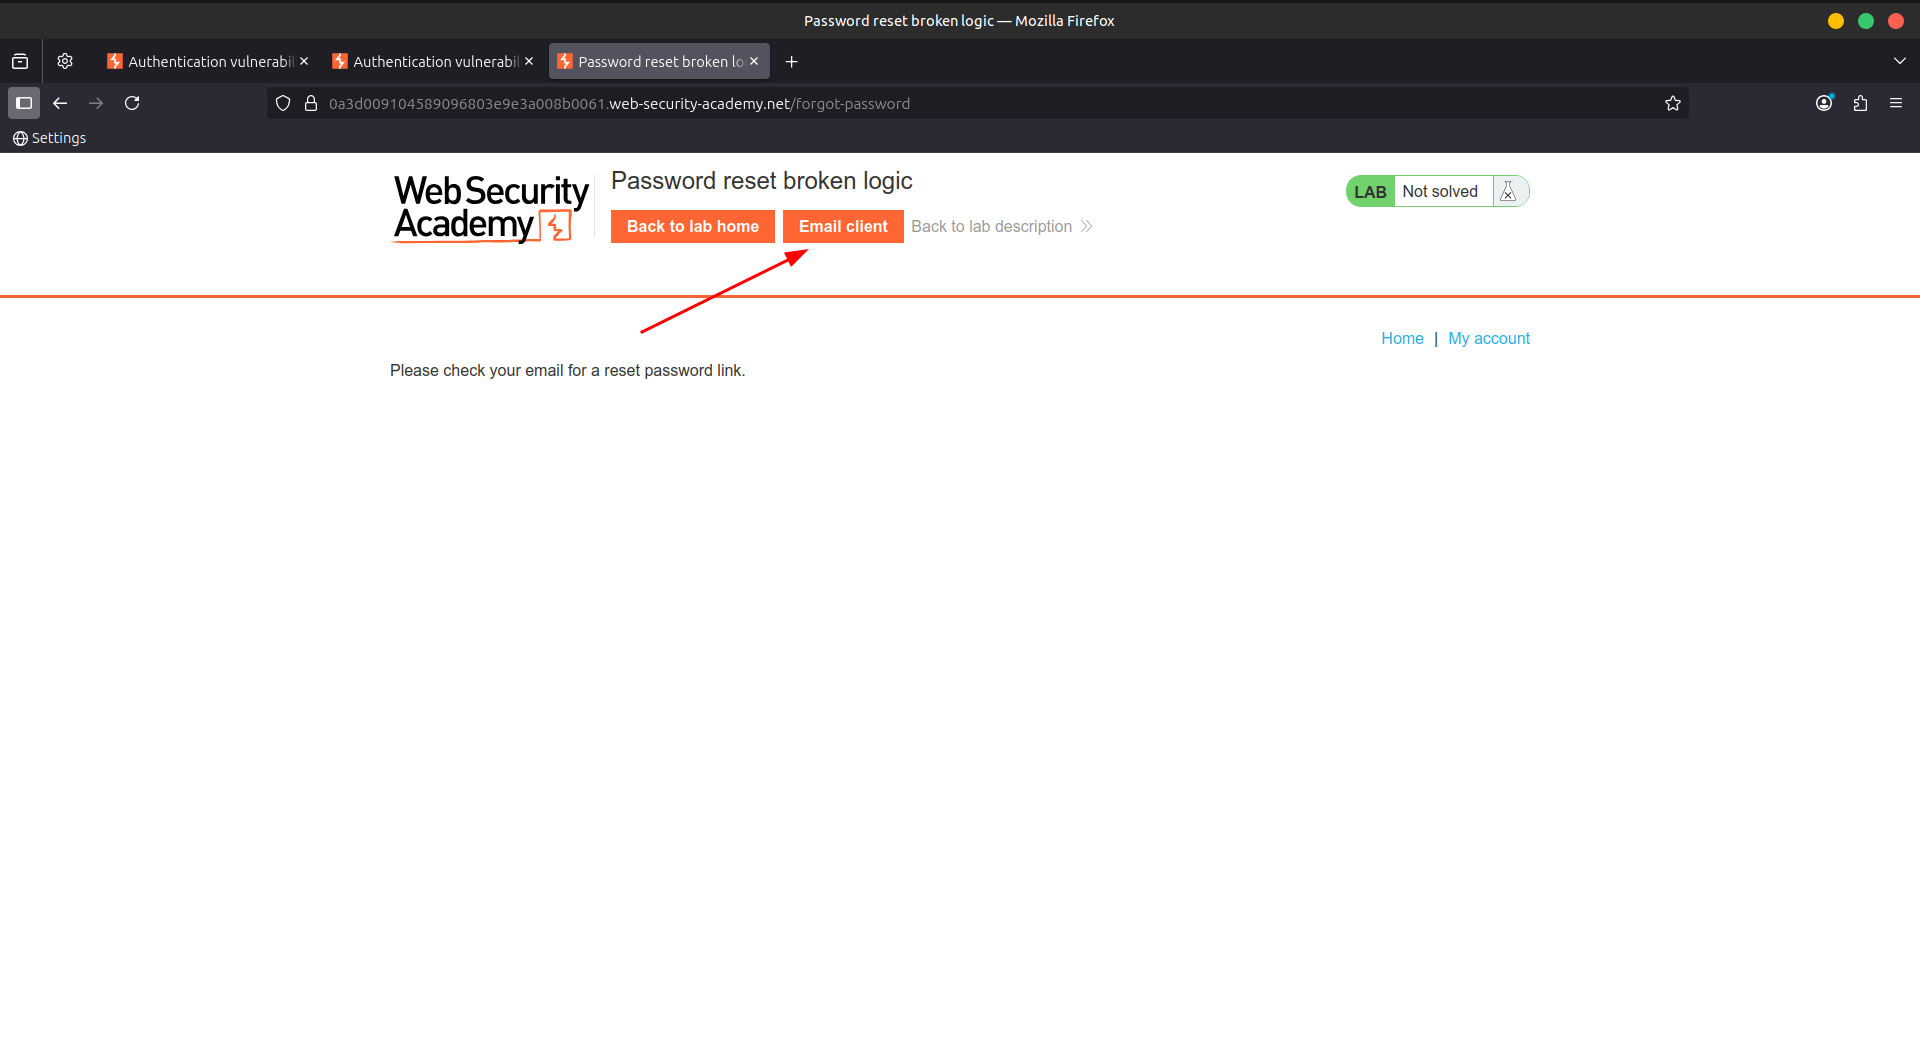 Password reset broken logic — Mozilla Firefox
Authentication vulnerabil
Authentication vulnerabil
Password reset broken lo
0a3d009104589096803e9e3a008b0061.web-security-academy.net/forgot-password
Settings
Web Security
Academy
Password reset broken logic
Back to lab home
Email client
Back to lab description
LAB
Not solved
Home | My account
Please check your email for a reset password link.